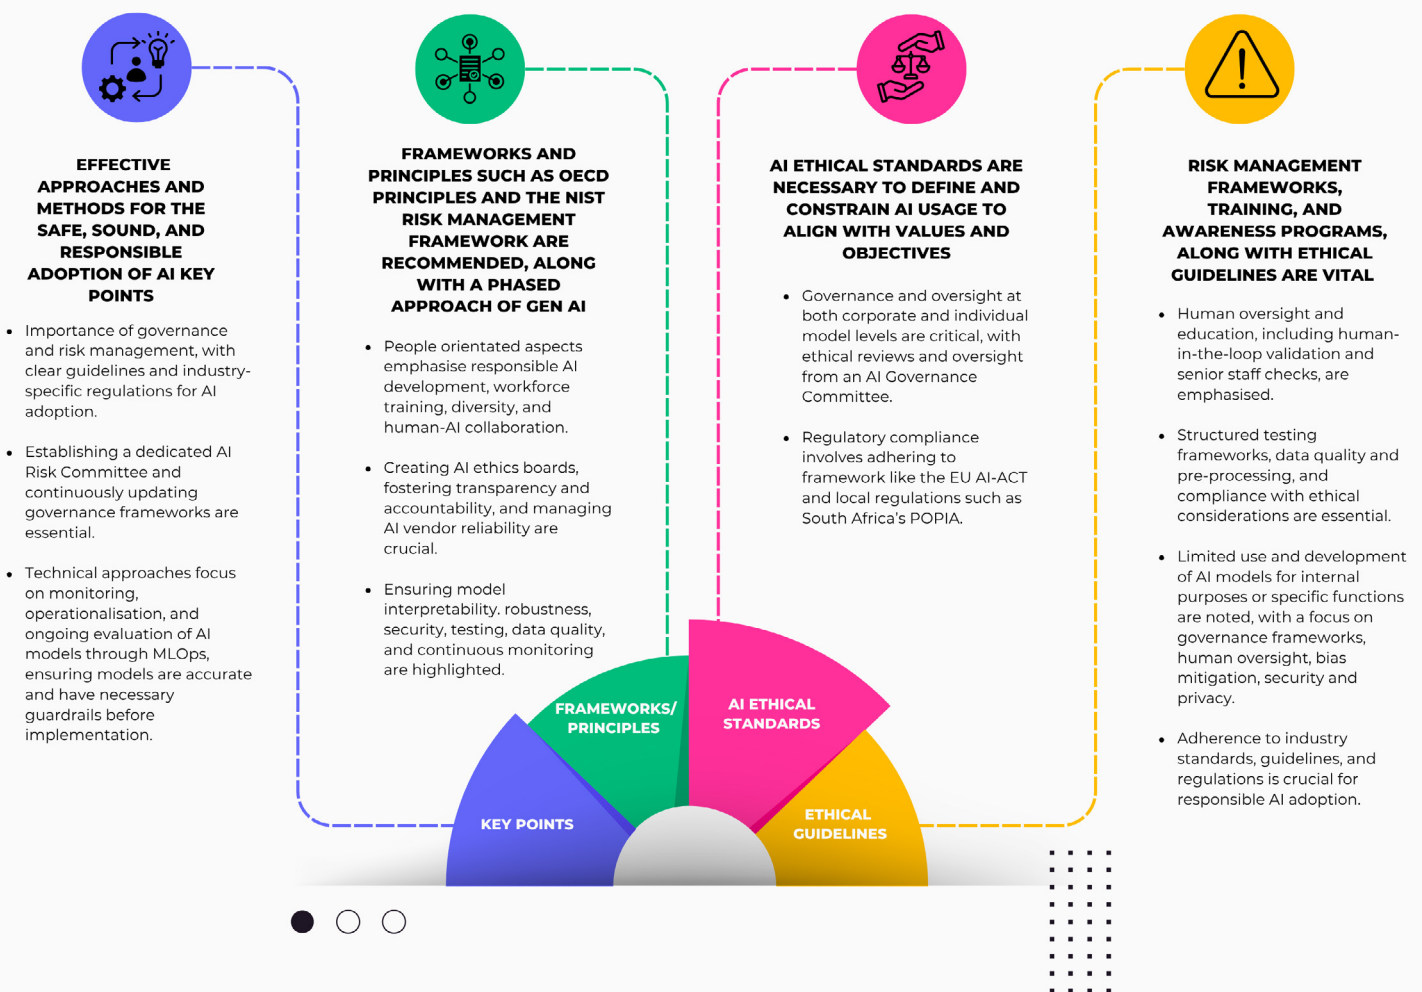 EFFECTIVE
APPROACHES AND
METHODS FOR THE
SAFE, SOUND, AND
RESPONSIBLE
ADOPTION OF AI KEY
POINTS
• Importance of governance
and risk management, with
clear guidelines and industry-
specific regulations for AI
adoption.
• Establishing a dedicated AI
Risk Committee and
continuously updating
governance frameworks are
essential.
• Technical approaches focus
on monitoring,
operationalisation, and
ongoing evaluation of AI
models through MLOps,
ensuring models are accurate
and have necessary
guardrails before
implementation.
FRAMEWORKS AND
PRINCIPLES SUCH AS OECD
PRINCIPLES AND THE NIST
RISK MANAGEMENT
FRAMEWORK ARE
RECOMMENDED, ALONG
WITH A PHASED
APPROACH OF GEN AI
• People orientated aspects
emphasise responsible AI
development, workforce
training, diversity, and
human-AI collaboration.
• Creating AI ethics boards,
fostering transparency and
accountability, and managing
AI vendor reliability are
crucial.
• Ensuring model
interpretability. robustness,
security, testing, data quality,
and continuous monitoring
are highlighted.
AI ETHICAL STANDARDS ARE
NECESSARY TO DEFINE AND
CONSTRAIN AI USAGE TO
ALIGN WITH VALUES AND
OBJECTIVES
• Governance and oversight at
both corporate and individual
model levels are critical, with
ethical reviews and oversight
from an AI Governance
Committee.
• Regulatory compliance
involves adhering to
framework like the EU AI-ACT
and local regulations such as
South Africa's POPIA.
RISK MANAGEMENT
FRAMEWORKS,
TRAINING, AND
AWARENESS PROGRAMS,
ALONG WITH ETHICAL
GUIDELINES ARE VITAL
• Human oversight and
education, including human-
in-the-loop validation and
senior staff checks, are
emphasised.
• Structured testing
frameworks, data quality and
pre-processing, and
compliance with ethical
considerations are essential.
• Limited use and development
of AI models for internal
purposes or specific functions
are noted, with a focus on
governance frameworks,
human oversight, bias
mitigation, security and
privacy.
• Adherence to industry
standards, guidelines, and
regulations is crucial for
responsible AI adoption.
KEY POINTS
FRAMEWORKS/
PRINCIPLES
AI ETHICAL
STANDARDS
ETHICAL
GUIDELINES